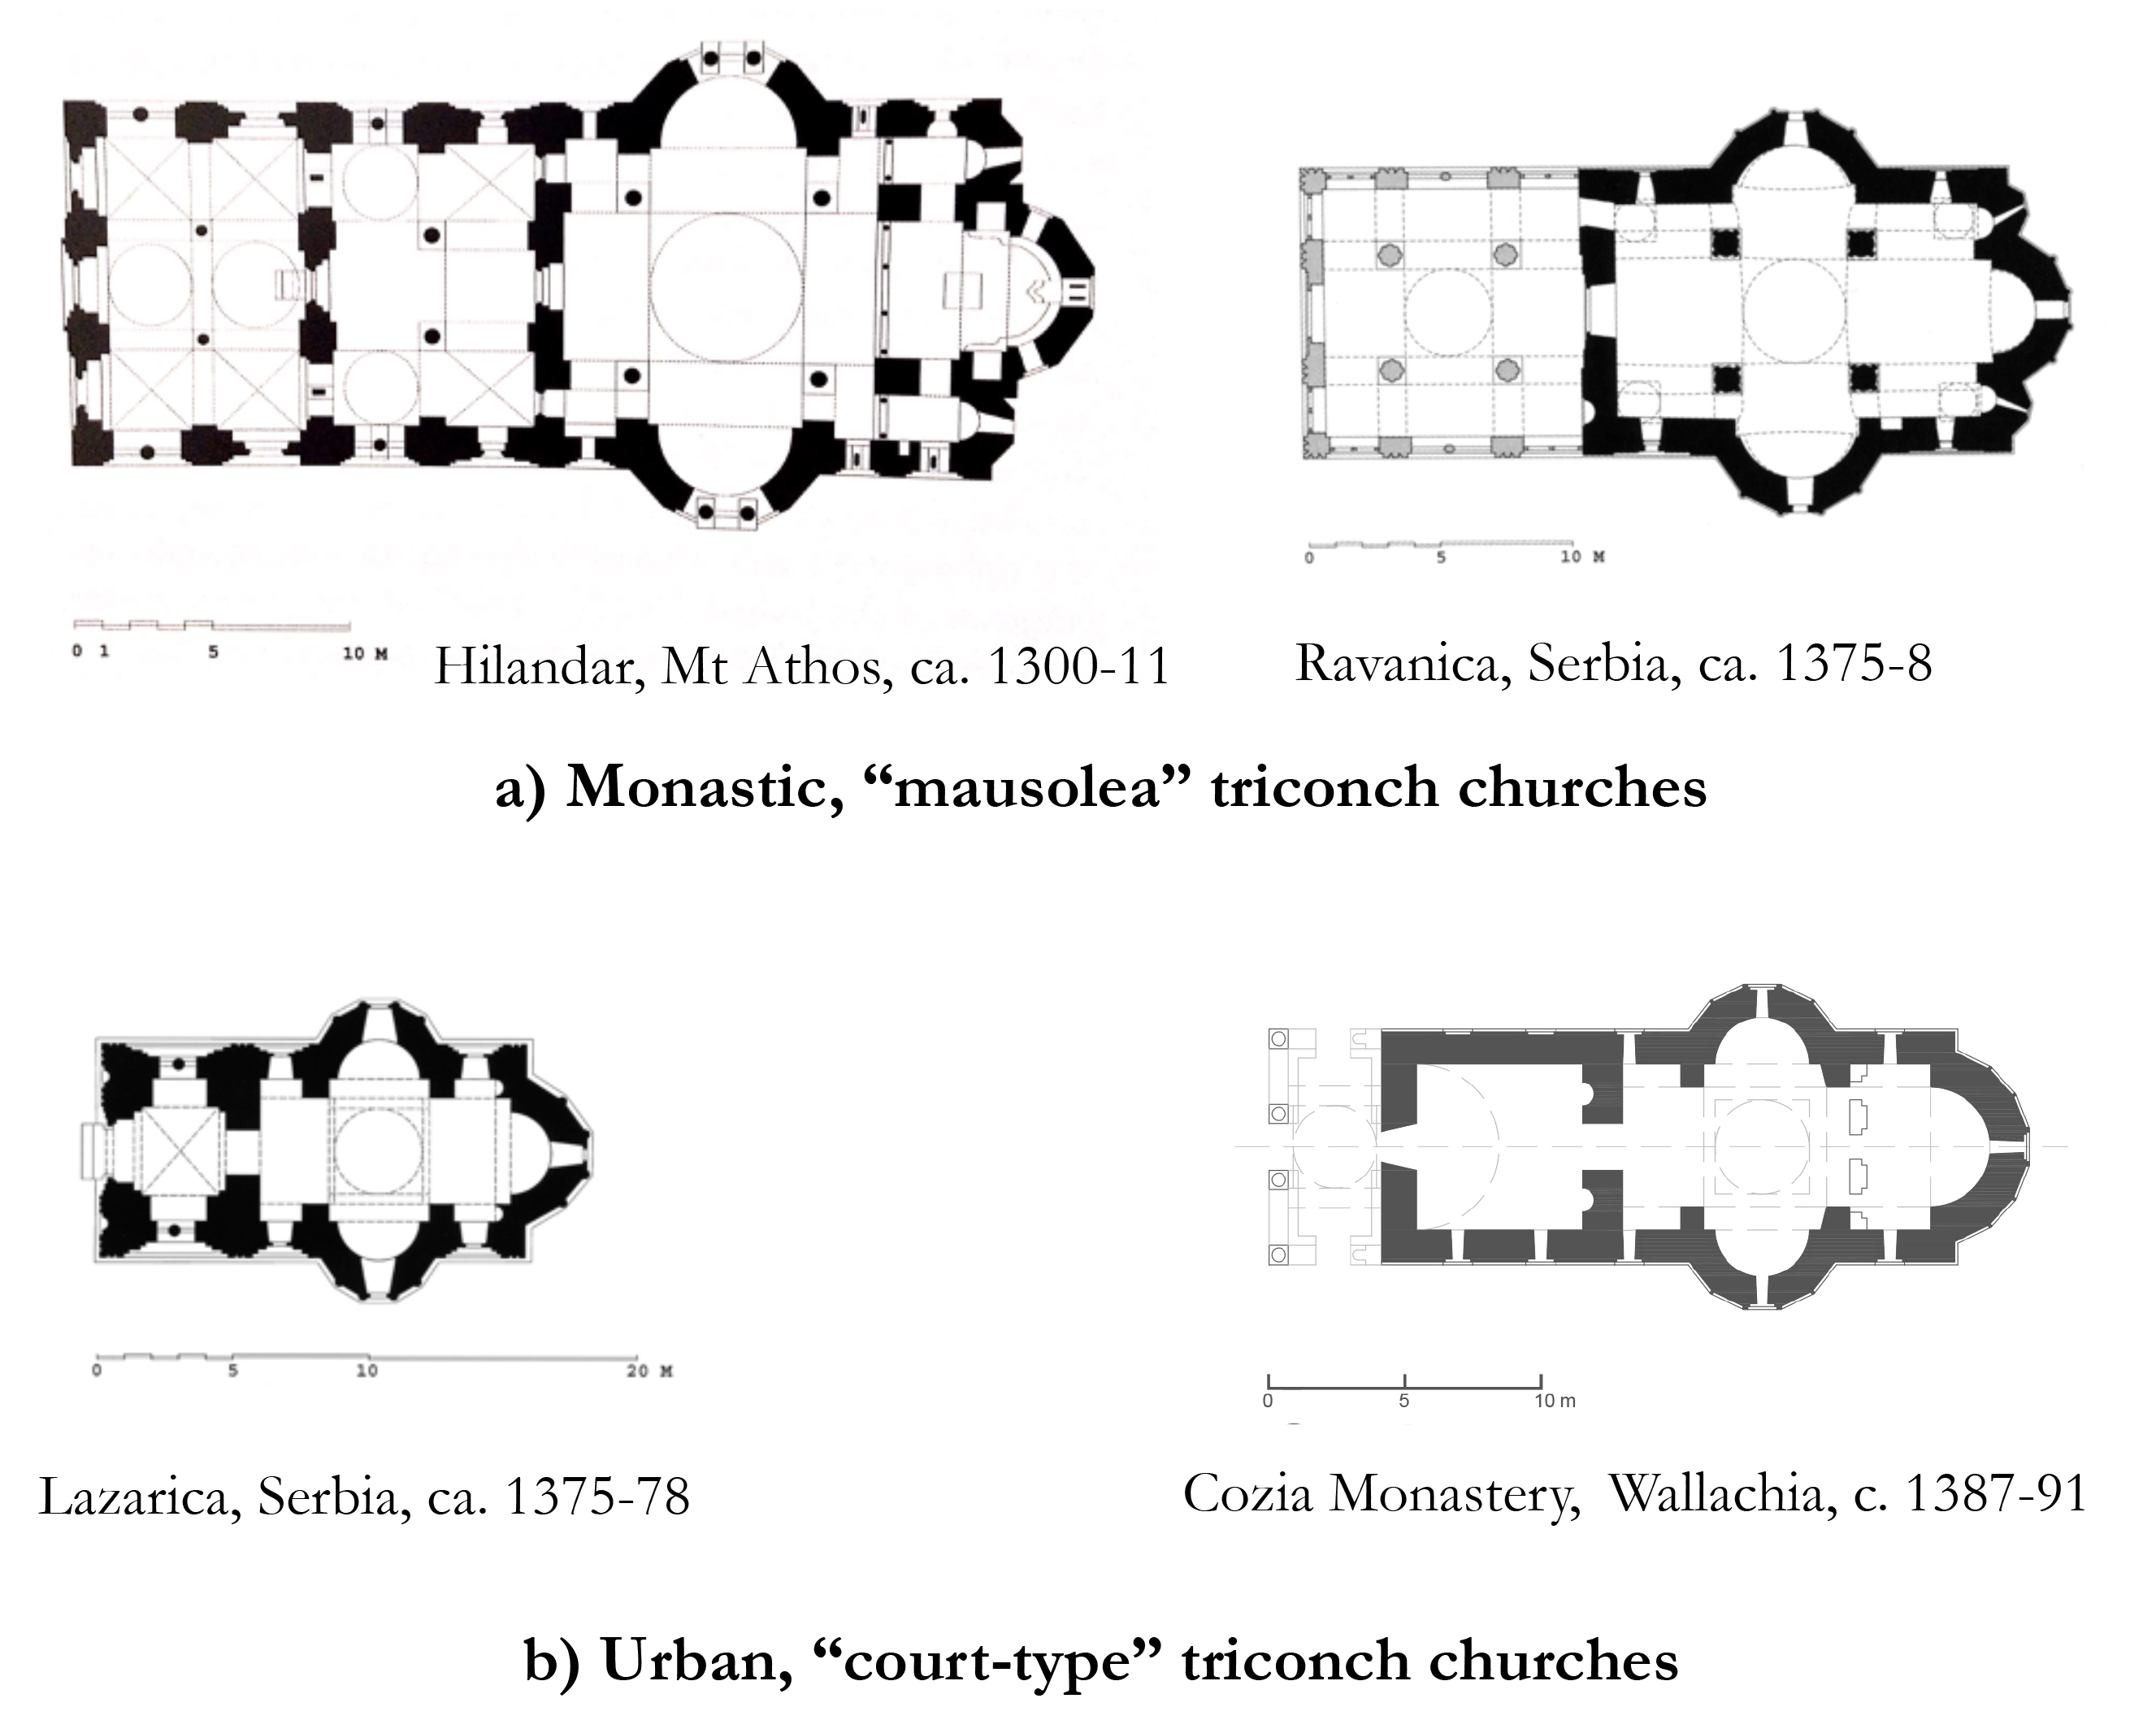 0 1 5 10 M
Hilandar, Mt Athos, ca. 1300-11
0 5 10 M
Ravanica, Serbia, ca. 1375-8
a) Monastic, “mausolea” triconch churches
0 5 10 20 M
Lazarica, Serbia, ca. 1375-78
0 5 10 m
Cozia Monastery, Wallachia, c. 1387-91
b) Urban, “court-type” triconch churches